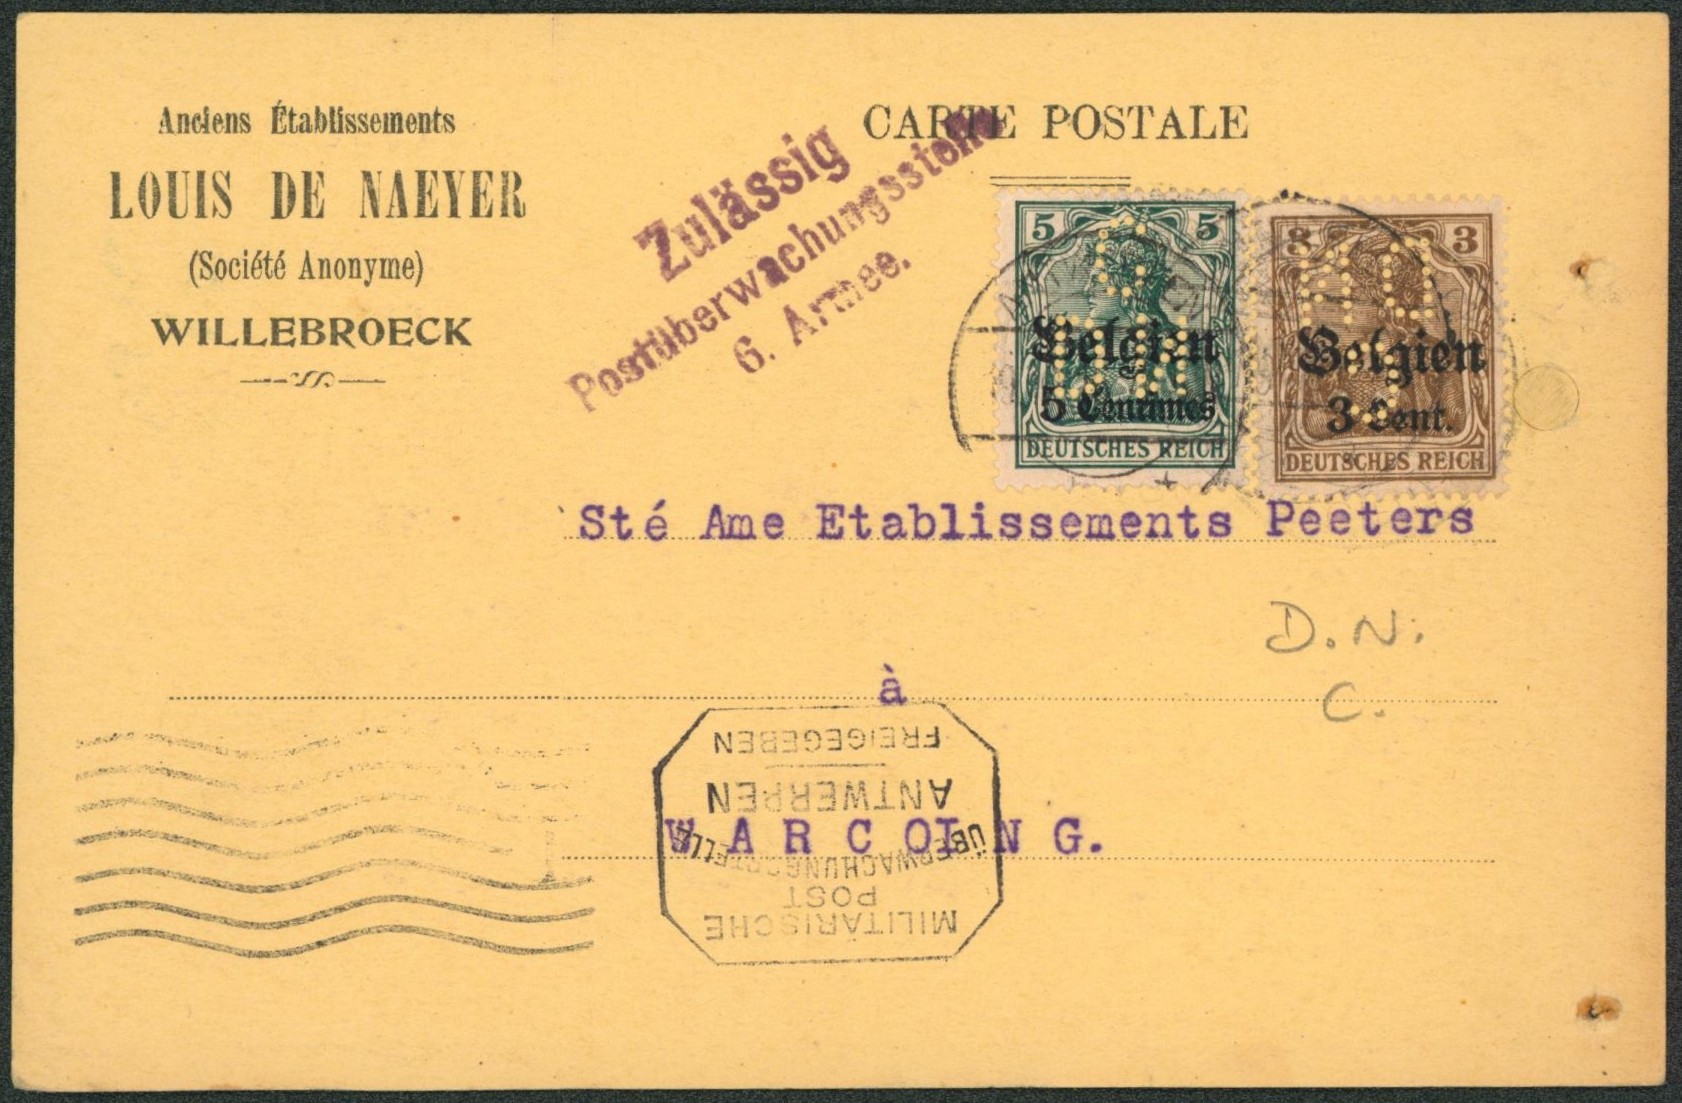 Anciens Établissements
LOUIS DE NAEYER
(Société Anonyme)
WILLEBROECK
CARTE POSTALE
Zulässig
Postüberwachungsstelle
6. Armee.
5 5
Belgien
5 Centimes
DEUTSCHES REICH
3 3
Belgien
3 Cent.
DEUTSCHES REICH
Sté Ame Etablissements Peeters
D.N.
C.
à
WARCOING.
MILITÄRISCHE
POST
ÜBERWACHUNGSSTELLE
ANTWERPEN
FREIGEGEBEN